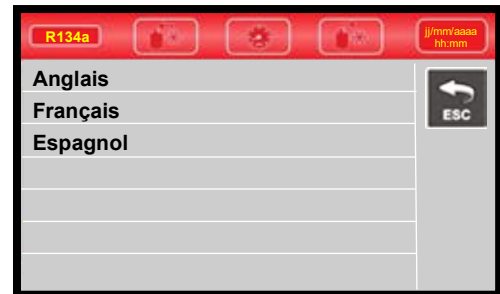 R134a
jj/mm/aaaa
hh:mm
Anglais
Français
Espagnol
ESC